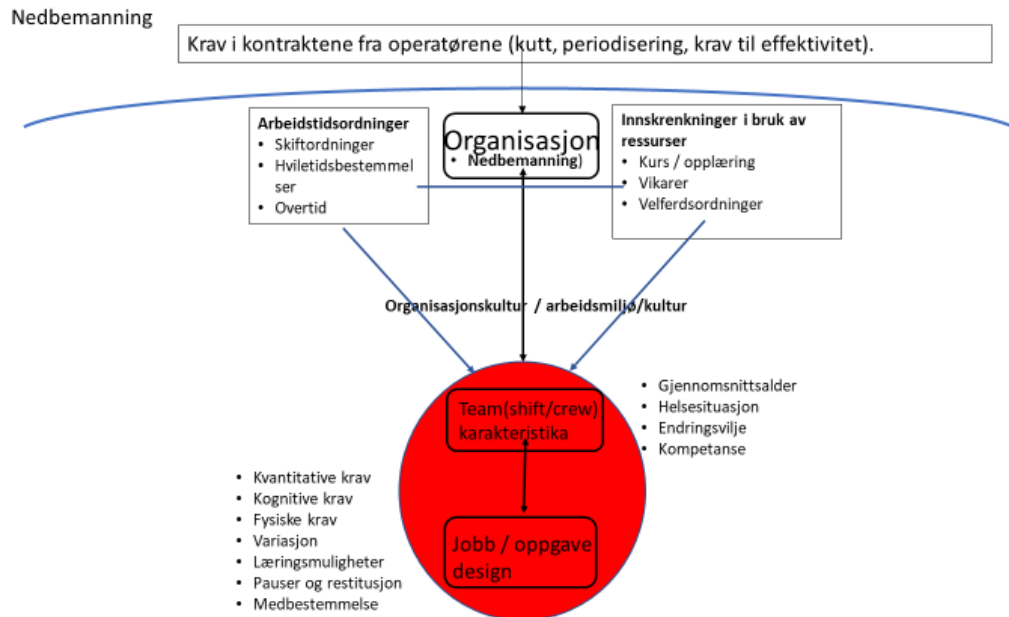 Nedbemanning
Krav i kontraktene fra operatørene (kutt, periodisering, krav til effektivitet).
Arbeidstidsordninger
• Skiftordninger
• Hviletidsbestemmel
ser
• Overtid
Organisasjon
• Nedbemanning)
Innskrenkninger i bruk av
ressurser
• Kurs / opplæring
• Vikarer
• Velferdsordninger
Organisasjonskultur / arbeidsmiljø/kultur
Team(shift/crew)
karakteristika
• Gjennomsnittsalder
• Helsesituasjon
• Endringsvilje
• Kompetanse
• Kvantitative krav
• Kognitive krav
• Fysiske krav
• Variasjon
• Læringsmuligheter
• Pauser og restitusjon
• Medbestemmelse
Jobb / oppgave
design